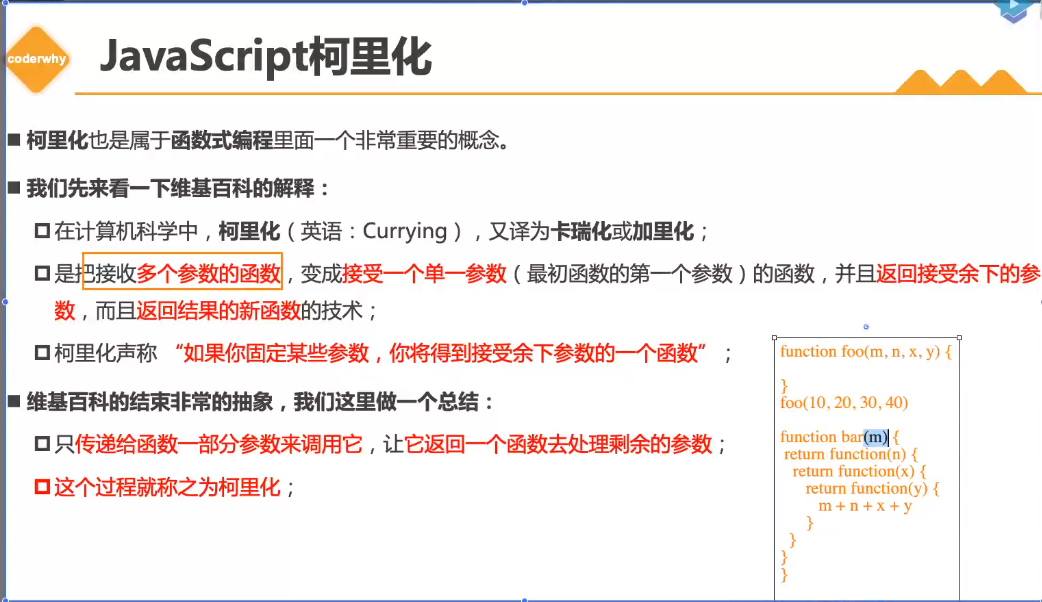 coderwhy
JavaScript柯里化
柯里化也是属于函数式编程里面一个非常重要的概念。
我们先来看一下维基百科的解释：
在计算机科学中，柯里化（英语：Currying），又译为卡瑞化或加里化；
是把接收多个参数的函数，变成接受一个单一参数（最初函数的第一个参数）的函数，并且返回接受余下的参
数，而且返回结果的新函数的技术；
柯里化声称 “如果你固定某些参数，你将得到接受余下参数的一个函数” ；
维基百科的结束非常的抽象，我们这里做一个总结：
只传递给函数一部分参数来调用它，让它返回一个函数去处理剩余的参数；
这个过程就称之为柯里化；
function foo(m, n, x, y) {
}
foo(10, 20, 30, 40)
function bar(m) {
return function(n) {
return function(x) {
return function(y) {
m + n + x + y
}
}
}
}